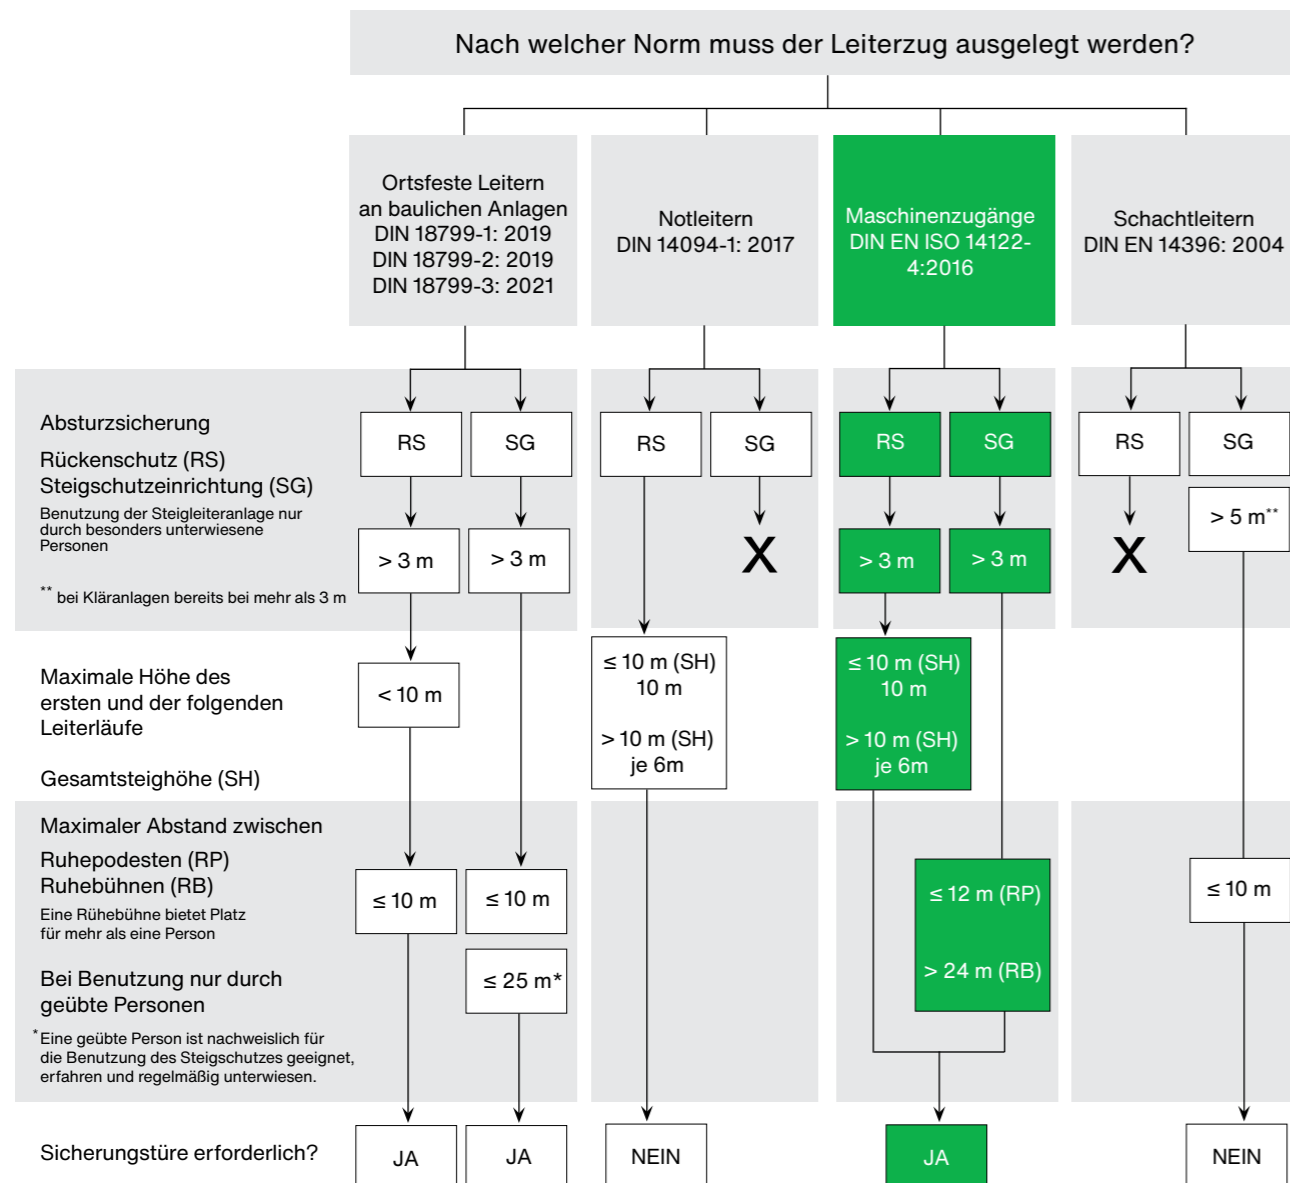 Nach welcher Norm muss der Leiterzug ausgelegt werden?
Ortsfeste Leitern
an baulichen Anlagen
DIN 18799-1: 2019
DIN 18799-2: 2019
DIN 18799-3: 2021
Notleitern
DIN 14094-1: 2017
Maschinenzugänge
DIN EN ISO 14122-
4:2016
Schachtleitern
DIN EN 14396: 2004
Absturzsicherung
Rückenschutz (RS)
Steigschutzeinrichtung (SG)
Benutzung der Steigleiteranlage nur
durch besonders unterwiesene
Personen
** bei Kläranlagen bereits bei mehr als 3 m
RS
SG
RS
SG
RS
SG
RS
SG
> 3 m
> 3 m
X
> 3 m
> 3 m
X
> 5 m**
Maximale Höhe des
ersten und der folgenden
Leiterläufe
Gesamtsteighöhe (SH)
< 10 m
≤ 10 m (SH)
10 m
> 10 m (SH)
je 6m
≤ 10 m (SH)
10 m
> 10 m (SH)
je 6m
Maximaler Abstand zwischen
Ruhepodesten (RP)
Ruhebühnen (RB)
Eine Rühebühne bietet Platz
für mehr als eine Person
Bei Benutzung nur durch
geübte Personen
* Eine geübte Person ist nachweislich für
die Benutzung des Steigschutzes geeignet,
erfahren und regelmäßig unterwiesen.
≤ 10 m
≤ 10 m
≤ 25 m*
≤ 12 m (RP)
> 24 m (RB)
≤ 10 m
Sicherungstüre erforderlich?
JA
JA
NEIN
JA
NEIN